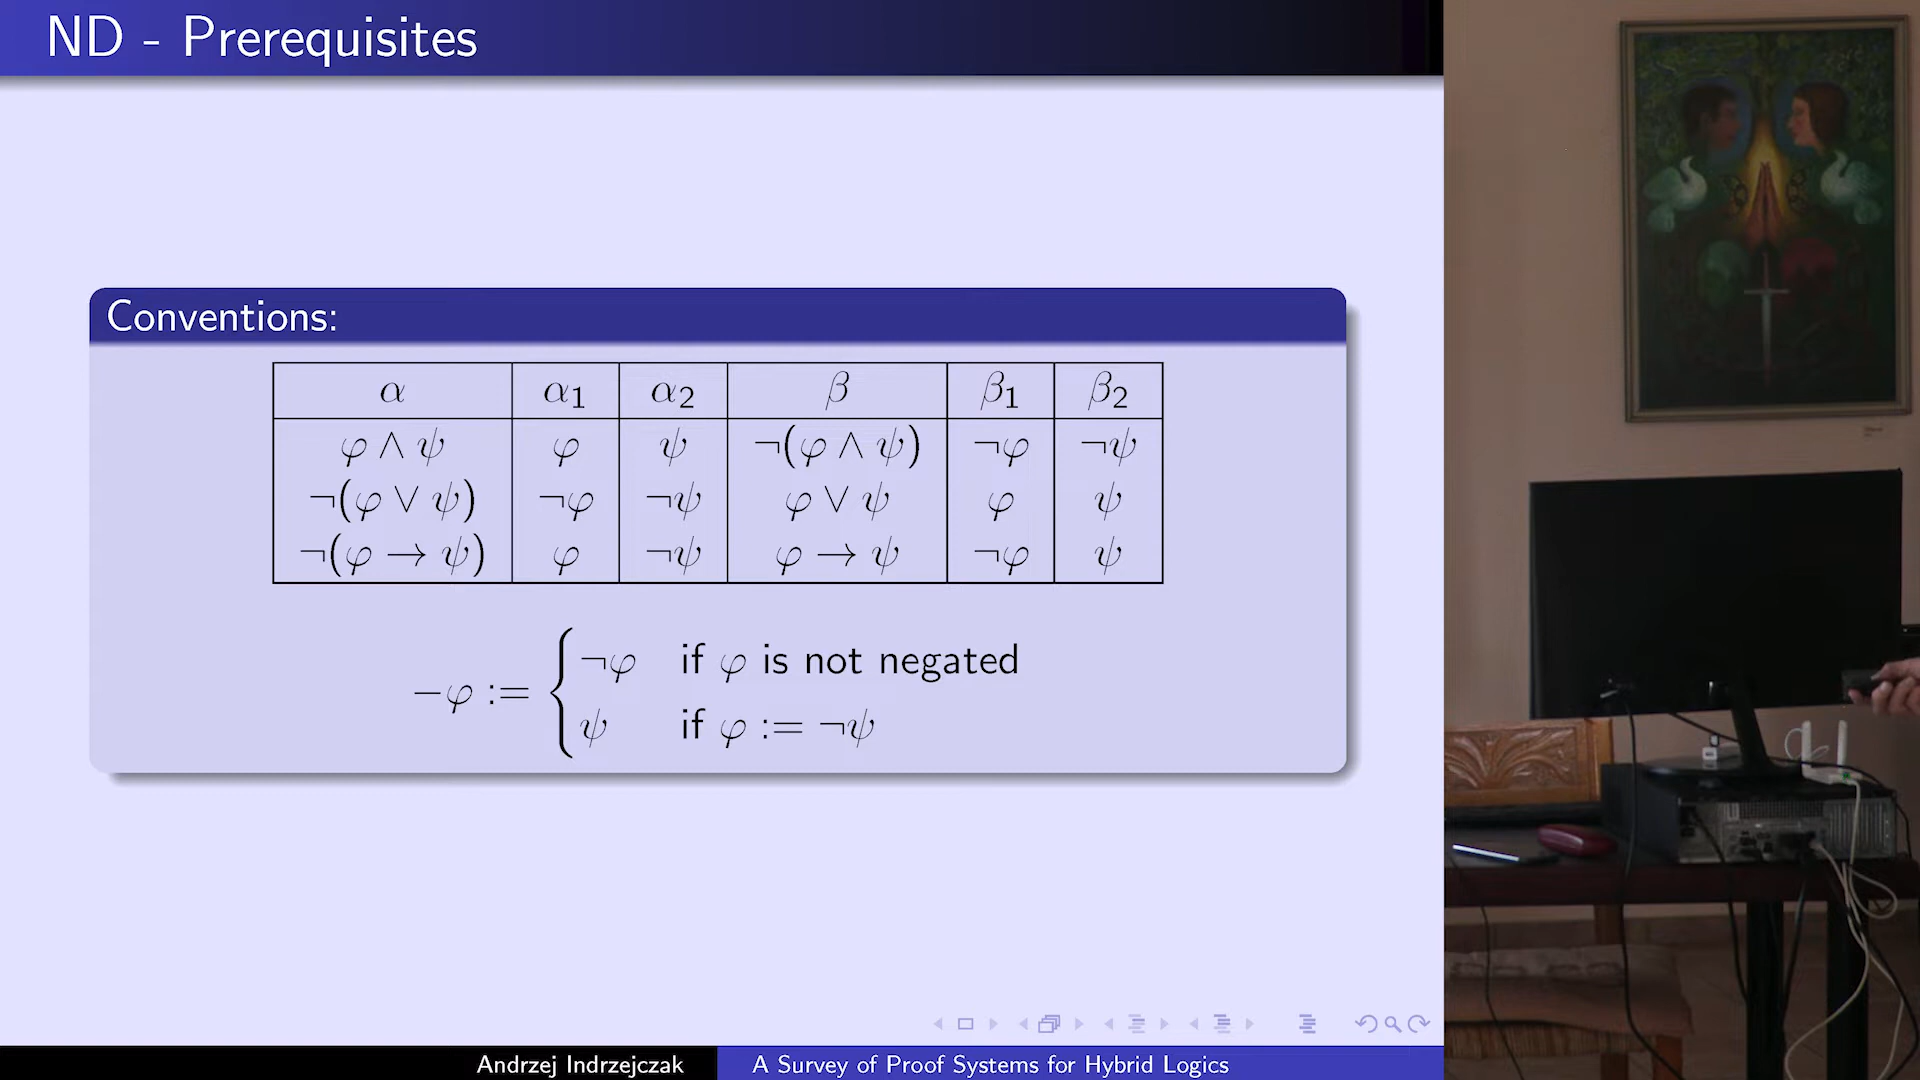 ND - Prerequisites
Conventions:
α α₁ α₂ β β₁ β₂
φ ∧ ψ φ ψ ¬(φ ∧ ψ) ¬φ ¬ψ
¬(φ ∨ ψ) ¬φ ¬ψ φ ∨ ψ φ ψ
¬(φ → ψ) φ ¬ψ φ → ψ ¬φ ψ
−φ := { ¬φ if φ is not negated
ψ if φ := ¬ψ
Andrzej Indrzejczak A Survey of Proof Systems for Hybrid Logics